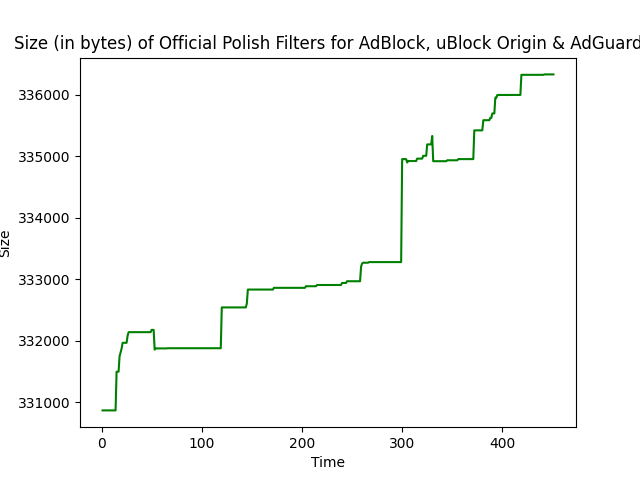 Size (in bytes) of Official Polish Filters for AdBlock, uBlock Origin & AdGuard
336000
335000
334000
333000
332000
331000
Size
0 100 200 300 400
Time